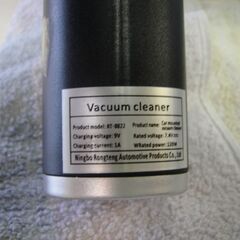 Vacuum cleaner
Product model: RT-0822 Product name: Car mounted vacuum cleaner
Charging voltage: 9V Rated voltage: 7.4V
Charging current: 1A Whated power: 120W
Ningbo Rongteng Automotive Products Co., Ltd